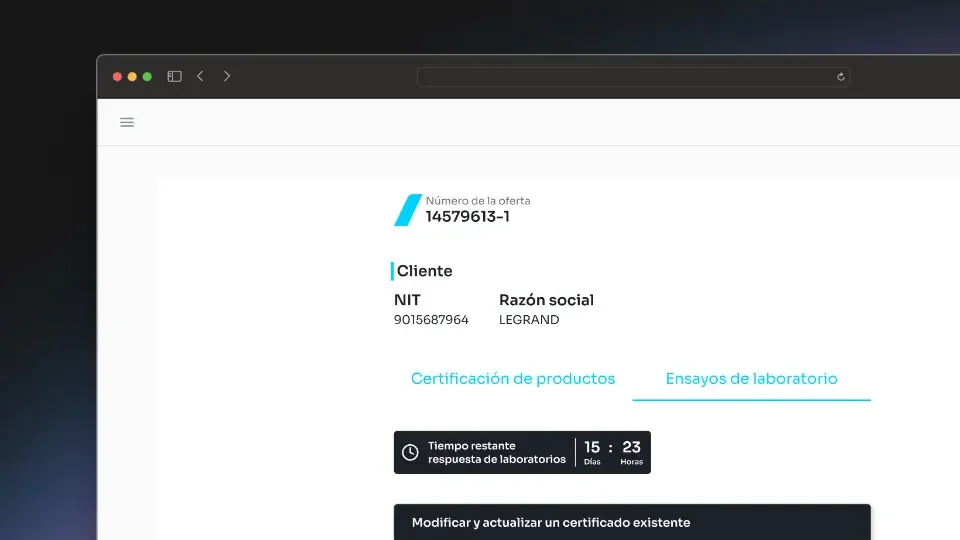 Número de la oferta
14579613-1
Cliente
NIT
Razón social
9015687964
LEGRAND
Certificación de productos
Ensayos de laboratorio
Tiempo restante
respuesta de laboratorios
15 : 23
Días
Horas
Modificar y actualizar un certificado existente